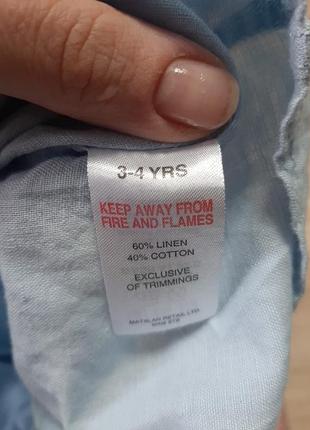 3-4 YRS
KEEP AWAY FROM
FIRE AND FLAMES
60% LINEN
40% COTTON
EXCLUSIVE
OF TRIMMINGS
MATALAN RETAIL LTD